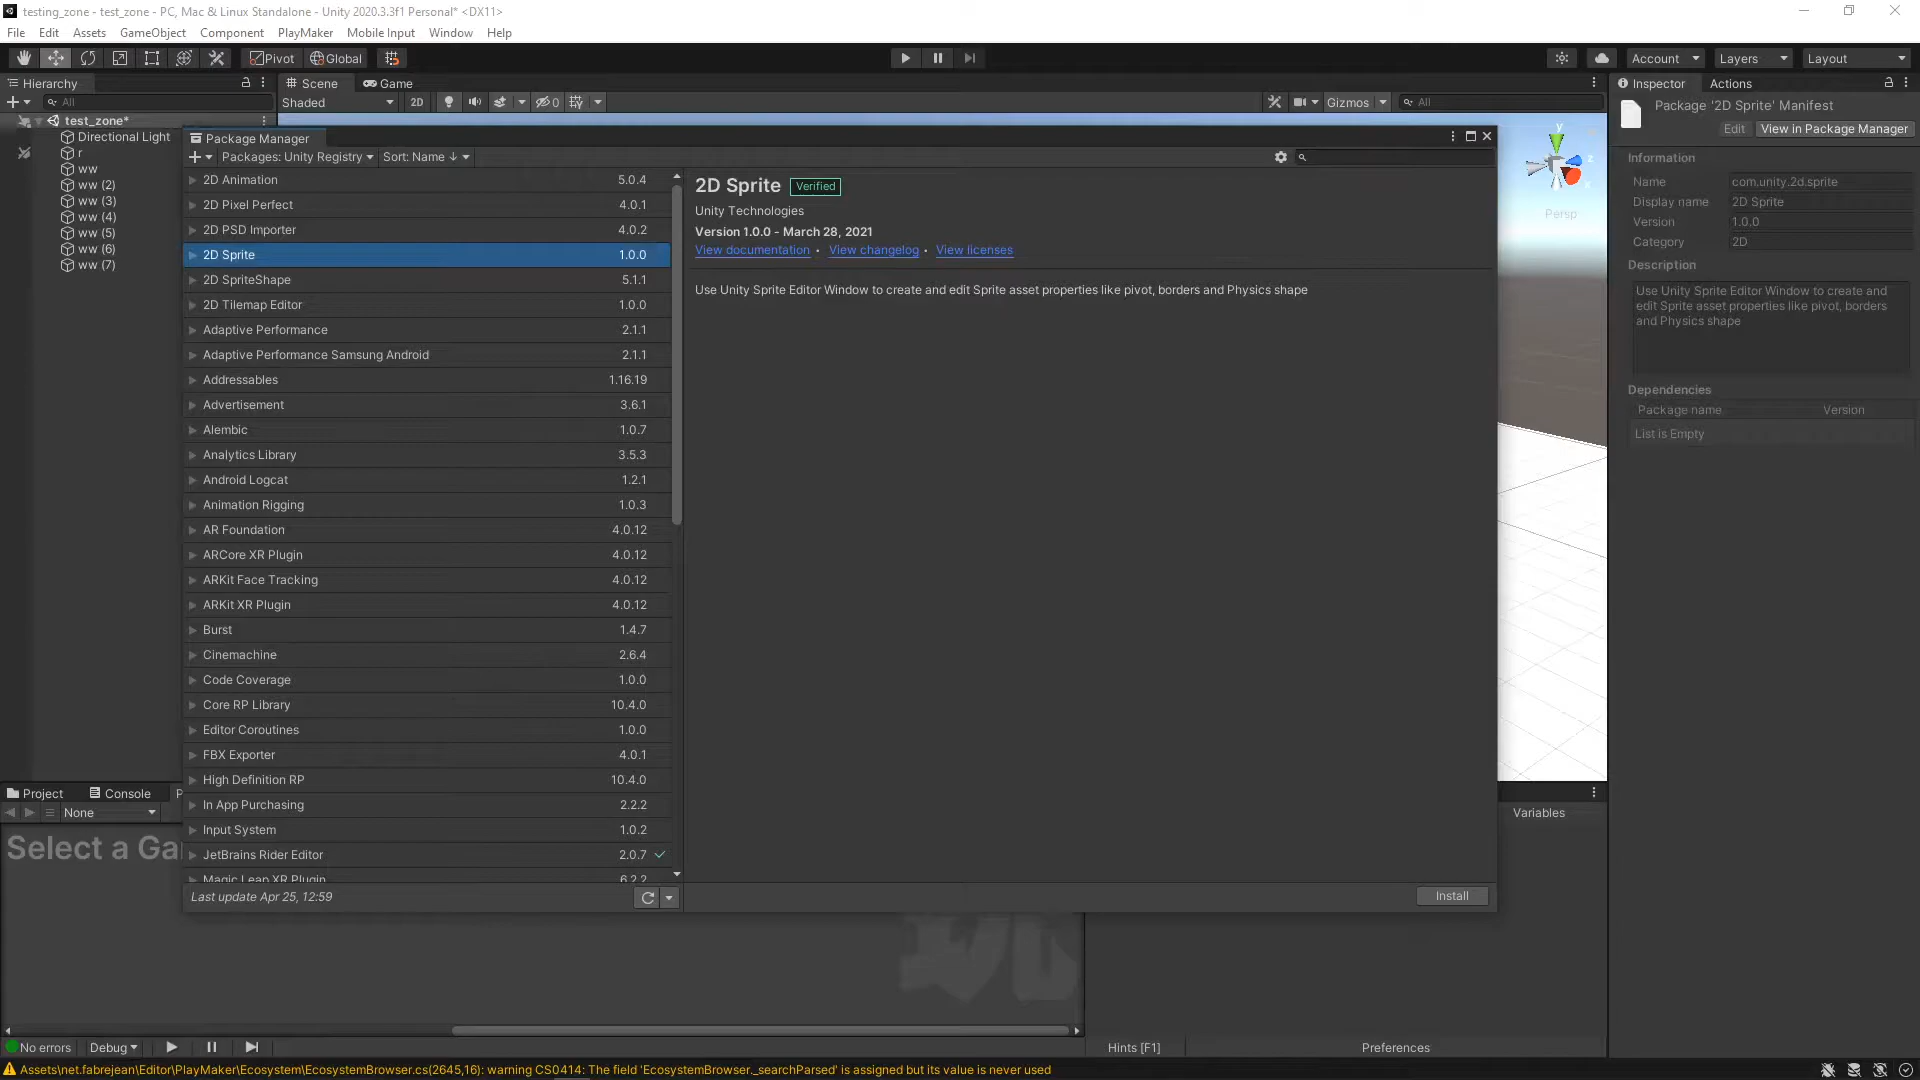 testing_zone - test_zone - PC, Mac & Linux Standalone - Unity 2020.3.3f1 Personal* <DX11>
File Edit Assets GameObject Component PlayMaker Mobile Input Window Help
Pivot Global Account Layers Layout
Hierarchy Scene Game Inspector Actions
All Shaded 2D 0 Gizmos All
Package '2D Sprite' Manifest
Edit View in Package Manager
test_zone*
Directional Light
r
ww
ww (2)
ww (3)
ww (4)
ww (5)
ww (6)
ww (7)
Package Manager
Packages: Unity Registry Sort: Name ↓
2D Animation 5.0.4
2D Pixel Perfect 4.0.1
2D PSD Importer 4.0.2
2D Sprite 1.0.0
2D SpriteShape 5.1.1
2D Tilemap Editor 1.0.0
Adaptive Performance 2.1.1
Adaptive Performance Samsung Android 2.1.1
Addressables 1.16.19
Advertisement 3.6.1
Alembic 1.0.7
Analytics Library 3.5.3
Android Logcat 1.2.1
Animation Rigging 1.0.3
AR Foundation 4.0.12
ARCore XR Plugin 4.0.12
ARKit Face Tracking 4.0.12
ARKit XR Plugin 4.0.12
Burst 1.4.7
Cinemachine 2.6.4
Code Coverage 1.0.0
Core RP Library 10.4.0
Editor Coroutines 1.0.0
FBX Exporter 4.0.1
High Definition RP 10.4.0
In App Purchasing 2.2.2
Input System 1.0.2
JetBrains Rider Editor 2.0.7
Magic Leap XR Plugin 6.2.2
Last update Apr 25, 12:59
2D Sprite Verified
Unity Technologies
Version 1.0.0 - March 28, 2021
View documentation • View changelog • View licenses
Use Unity Sprite Editor Window to create and edit Sprite asset properties like pivot, borders and Physics shape
Install
y
z
Persp
Information
Name com.unity.2d.sprite
Display name 2D Sprite
Version 1.0.0
Category 2D
Description
Use Unity Sprite Editor Window to create and
edit Sprite asset properties like pivot, borders
and Physics shape
Dependencies
Package name Version
List is Empty
Project Console P
None Variables
Select a Ga
No errors Debug Hints [F1] Preferences
Assets\net.fabrejean\Editor\PlayMaker\Ecosystem\EcosystemBrowser.cs(2645,16): warning CS0414: The field 'EcosystemBrowser._searchParsed' is assigned but its value is never used